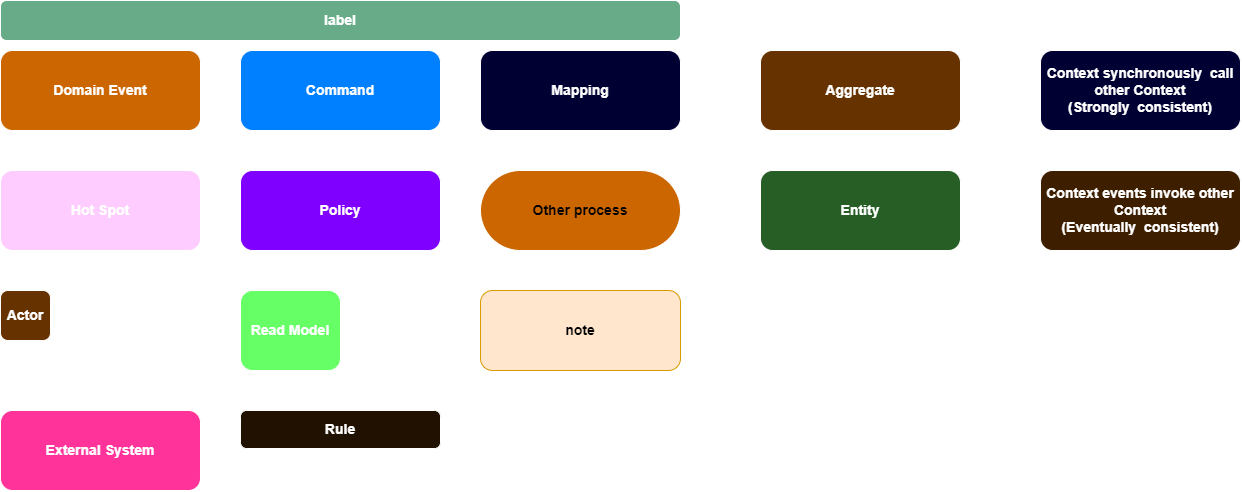 label
Domain Event
Command
Mapping
Aggregate
Context synchronously call
other Context
(Strongly consistent)
Hot Spot
Policy
Other process
Entity
Context events invoke other
Context
(Eventually consistent)
Actor
Read Model
note
External System
Rule